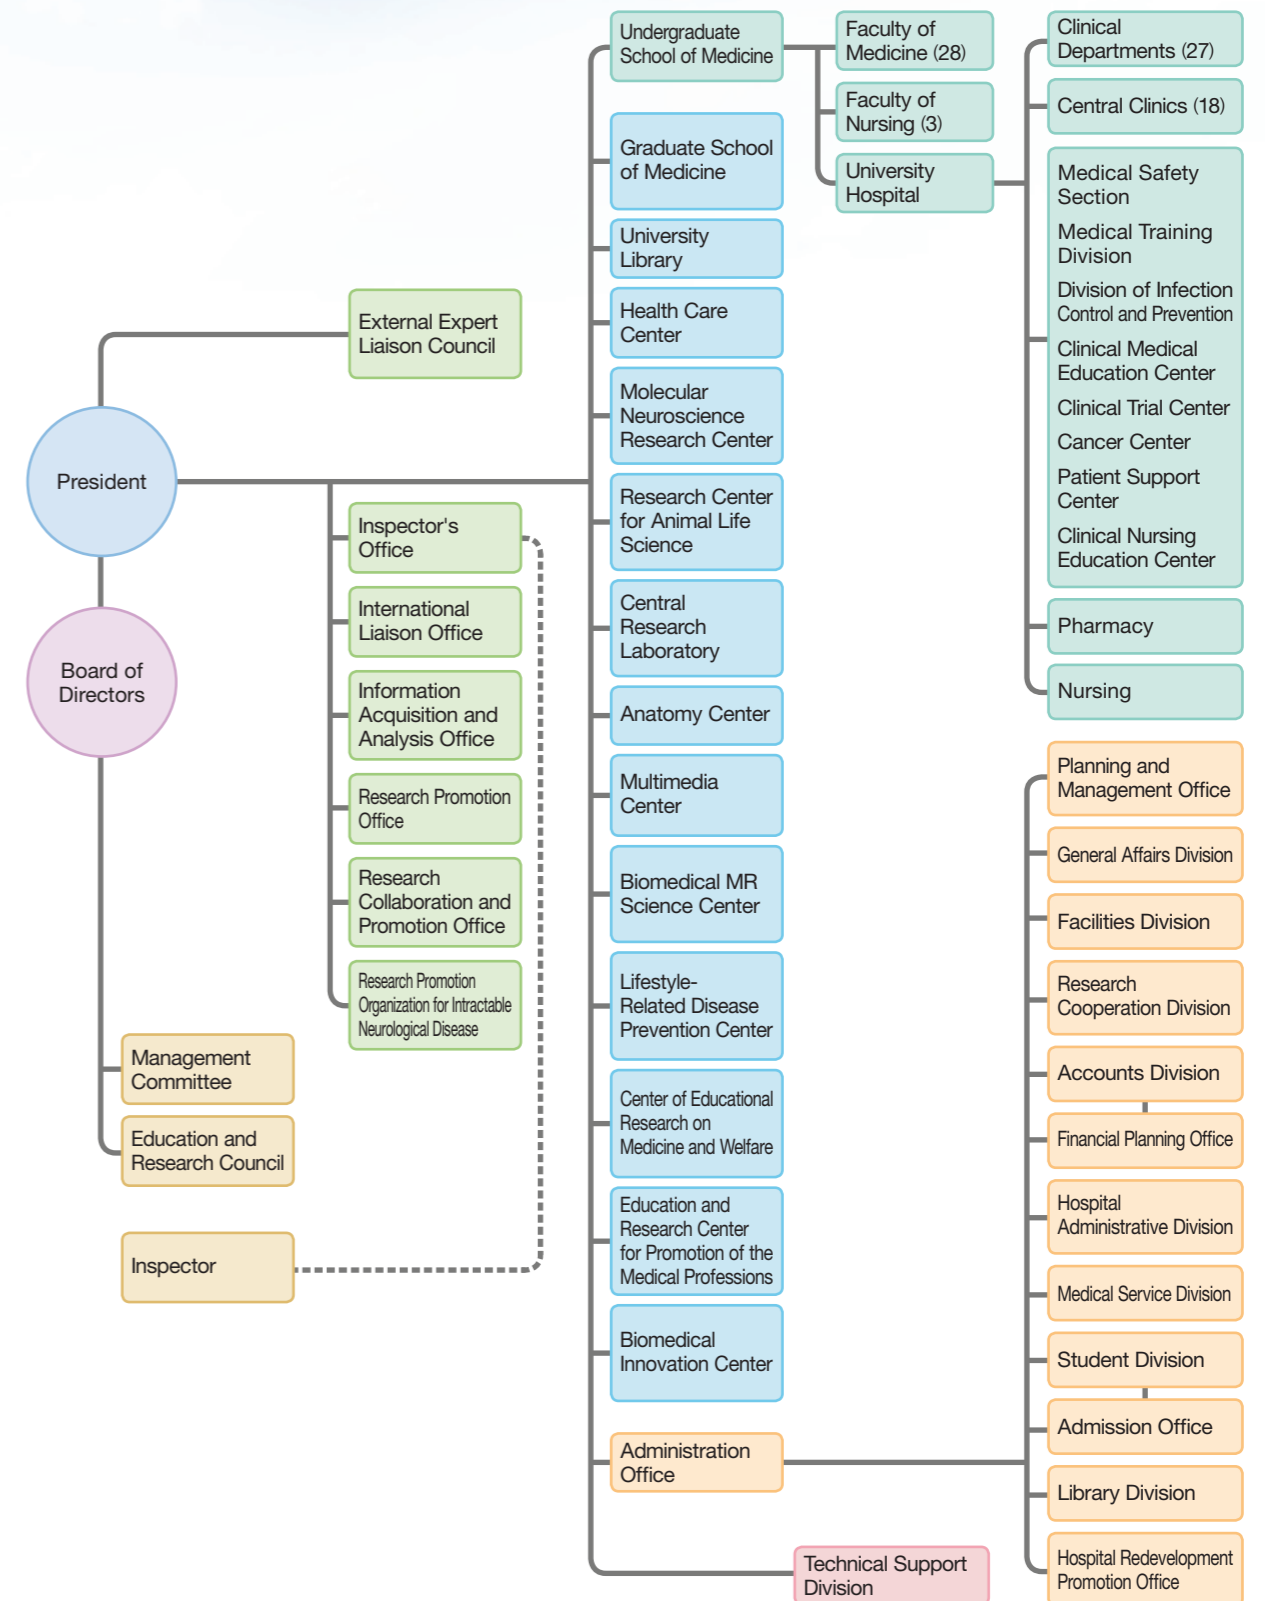 President
Board of
Directors
External Expert
Liaison Council
Inspector's
Office
International
Liaison Office
Information
Acquisition and
Analysis Office
Research Promotion
Office
Research
Collaboration and
Promotion Office
Research Promotion
Organization for Intractable
Neurological Disease
Management
Committee
Education and
Research Council
Inspector
Undergraduate
School of Medicine
Graduate School
of Medicine
University
Library
Health Care
Center
Molecular
Neuroscience
Research Center
Research Center
for Animal Life
Science
Central
Research
Laboratory
Anatomy Center
Multimedia
Center
Biomedical MR
Science Center
Lifestyle-
Related Disease
Prevention Center
Center of Educational
Research on
Medicine and Welfare
Education and
Research Center
for Promotion of the
Medical Professions
Biomedical
Innovation Center
Administration
Office
Technical Support
Division
Faculty of
Medicine (28)
Faculty of
Nursing (3)
University
Hospital
Clinical
Departments (27)
Central Clinics (18)
Medical Safety
Section
Medical Training
Division
Division of Infection
Control and Prevention
Clinical Medical
Education Center
Clinical Trial Center
Cancer Center
Patient Support
Center
Clinical Nursing
Education Center
Pharmacy
Nursing
Planning and
Management Office
General Affairs Division
Facilities Division
Research
Cooperation Division
Accounts Division
Financial Planning Office
Hospital
Administrative Division
Medical Service Division
Student Division
Admission Office
Library Division
Hospital Redevelopment
Promotion Office